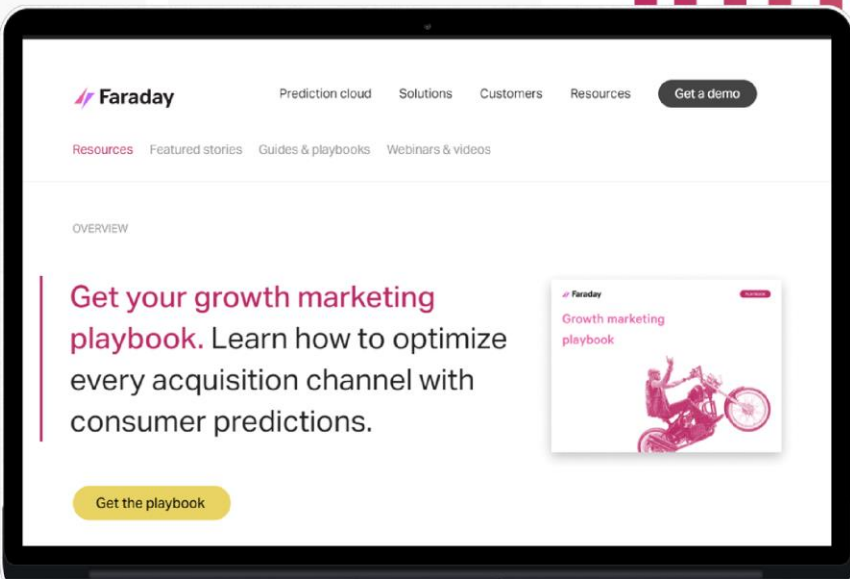 Faraday
Prediction cloud Solutions Customers Resources Get a demo
Resources Featured stories Guides & playbooks Webinars & videos
OVERVIEW
Get your growth marketing
playbook. Learn how to optimize
every acquisition channel with
consumer predictions.
Get the playbook
Faraday
PLAYBOOK
Growth marketing
playbook